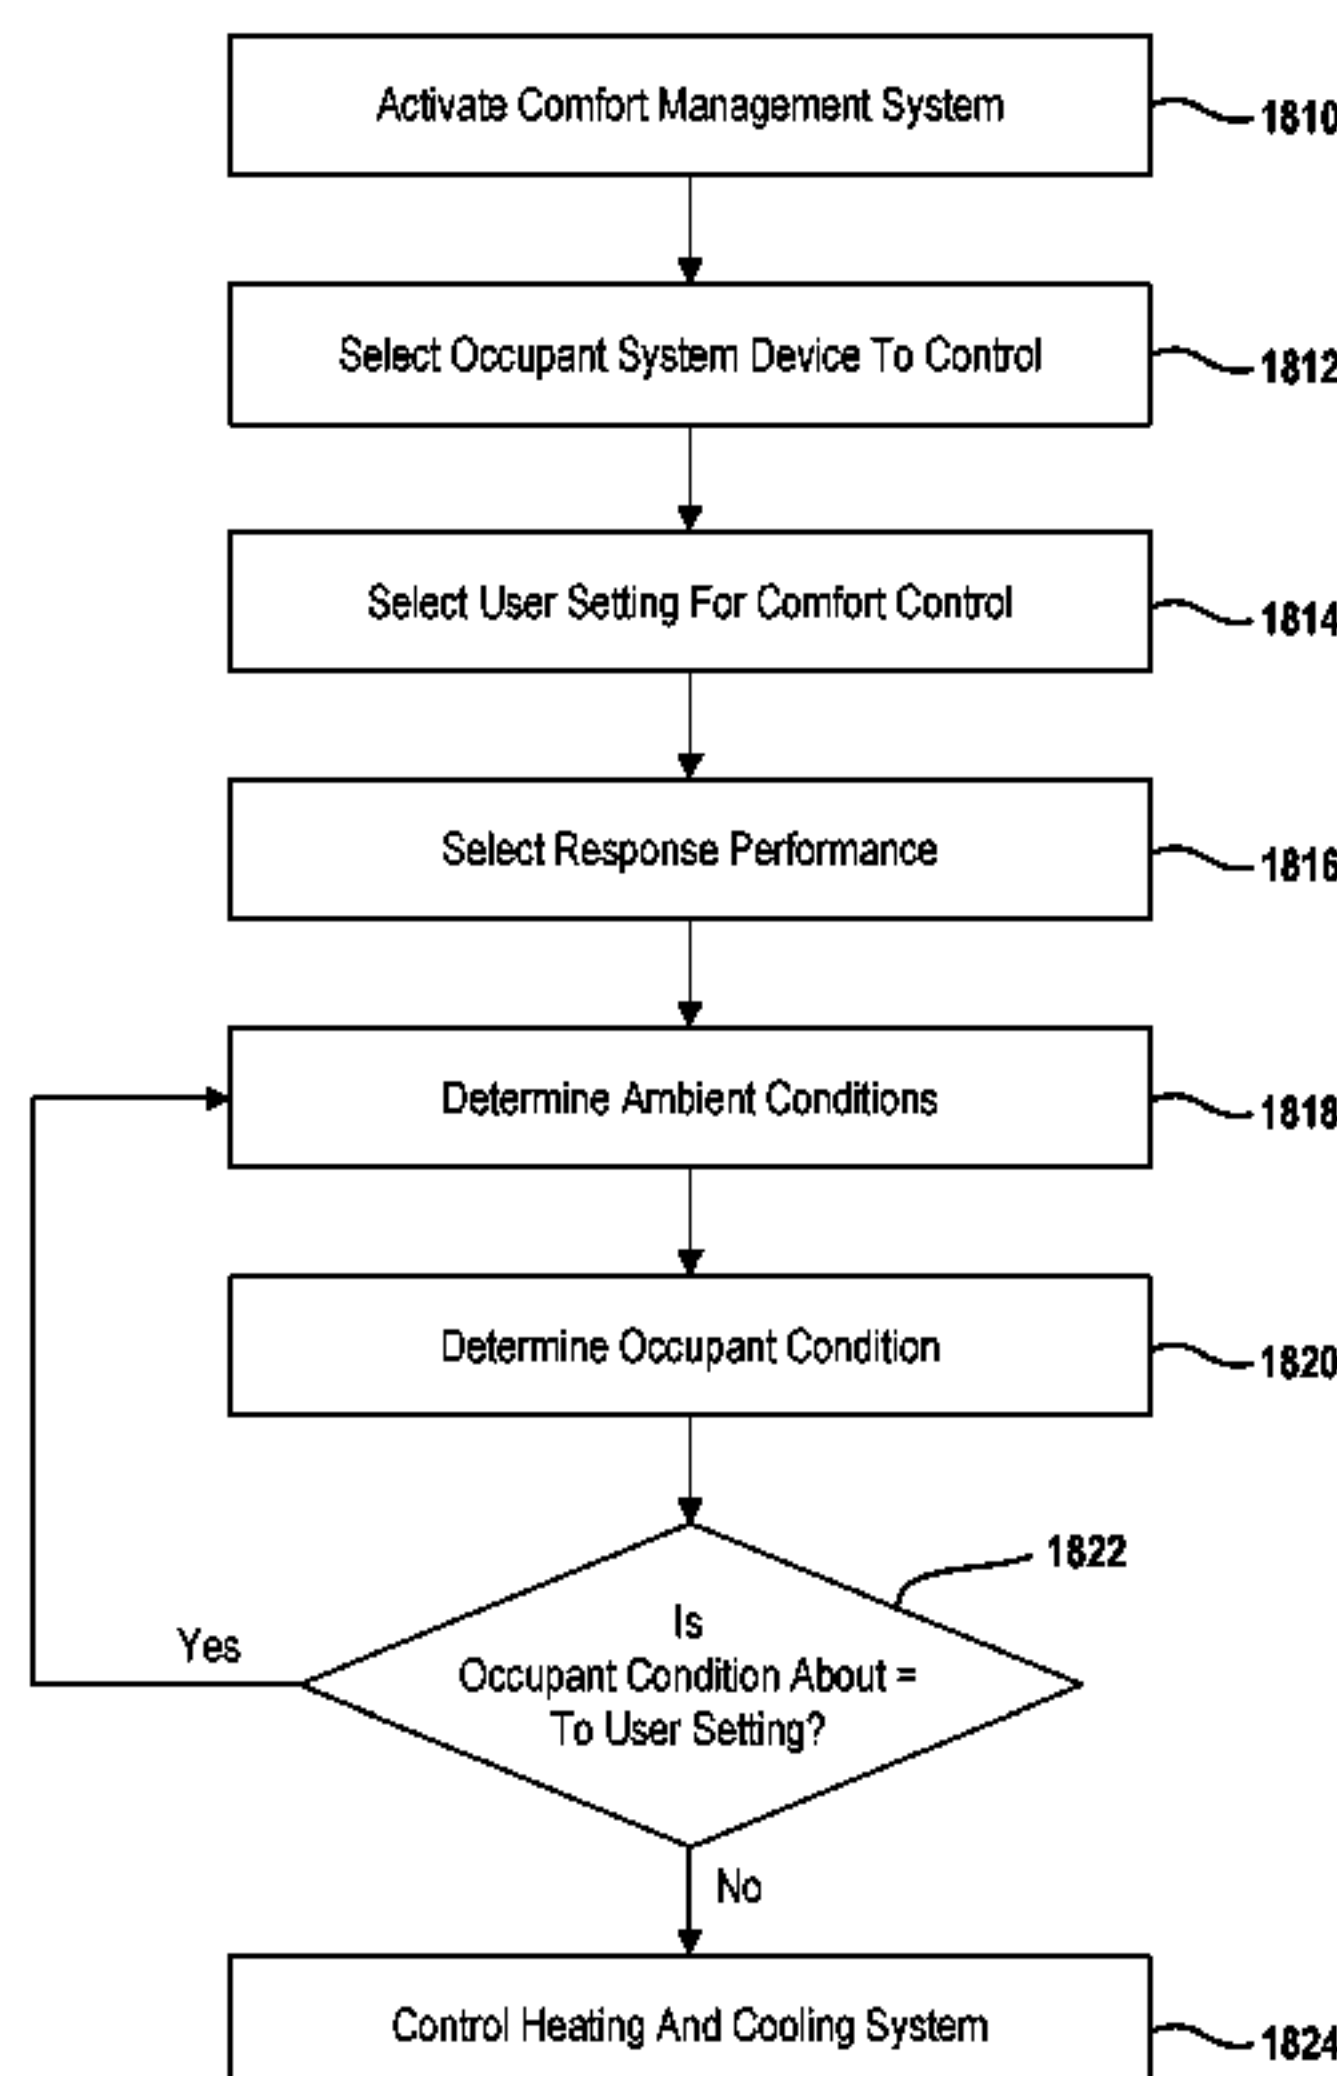 Activate Comfort Management System
1810
Select Occupant System Device To Control
1812
Select User Setting For Comfort Control
1814
Select Response Performance
1816
Determine Ambient Conditions
1818
Determine Occupant Condition
1820
1822
Is
Occupant Condition About =
To User Setting?
Yes
No
Control Heating And Cooling System
1824